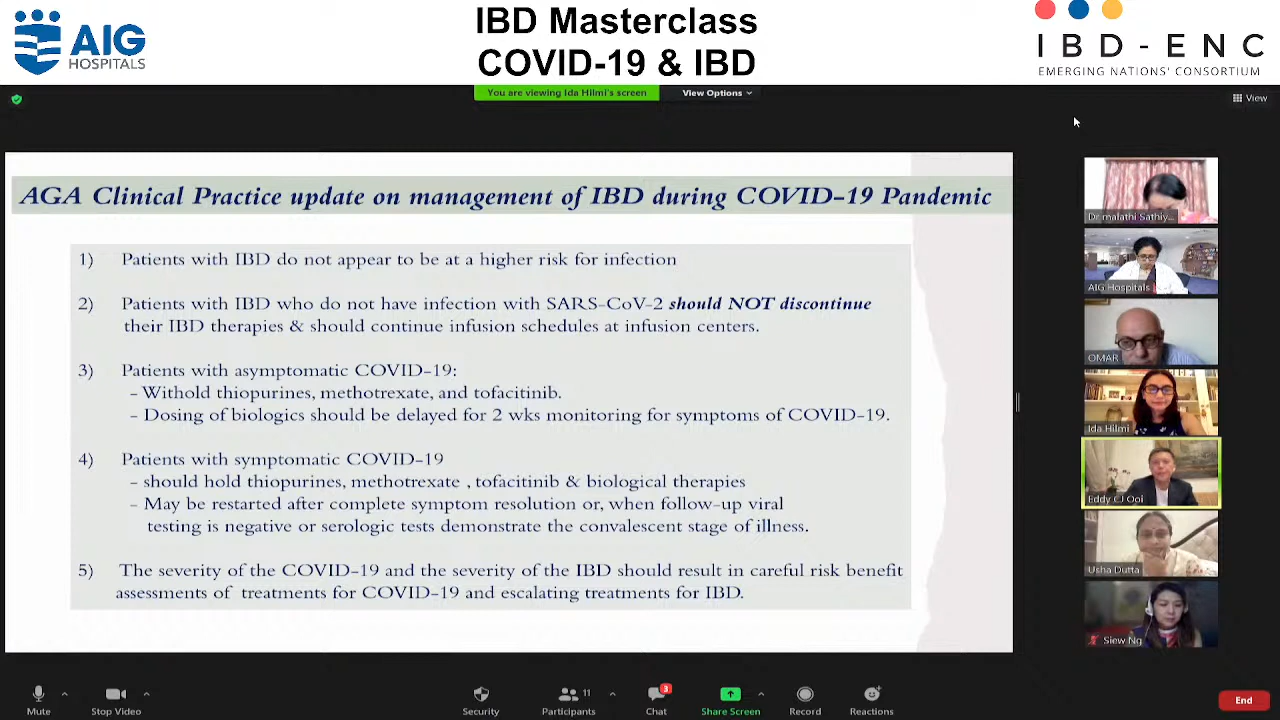 AIG
HOSPITALS
IBD Masterclass
COVID-19 & IBD
IBD-ENC
EMERGING NATIONS' CONSORTIUM
You are viewing Ida Hilmi's screen
View Options
View
AGA Clinical Practice update on management of IBD during COVID-19 Pandemic
1) Patients with IBD do not appear to be at a higher risk for infection
2) Patients with IBD who do not have infection with SARS-CoV-2 should NOT discontinue
their IBD therapies & should continue infusion schedules at infusion centers.
3) Patients with asymptomatic COVID-19:
- Withold thiopurines, methotrexate, and tofacitinib.
- Dosing of biologics should be delayed for 2 wks monitoring for symptoms of COVID-19.
4) Patients with symptomatic COVID-19
- should hold thiopurines, methotrexate , tofacitinib & biological therapies
- May be restarted after complete symptom resolution or, when follow-up viral
testing is negative or serologic tests demonstrate the convalescent stage of illness.
5) The severity of the COVID-19 and the severity of the IBD should result in careful risk benefit
assessments of treatments for COVID-19 and escalating treatments for IBD.
Dr malathi Sathiy...
AIG Hospitals
OMAR
Ida Hilmi
Eddy CJ Ooi
Usha Dutta
Siew Ng
Mute
Stop Video
Security
Participants
11
Chat
3
Share Screen
Record
Reactions
End